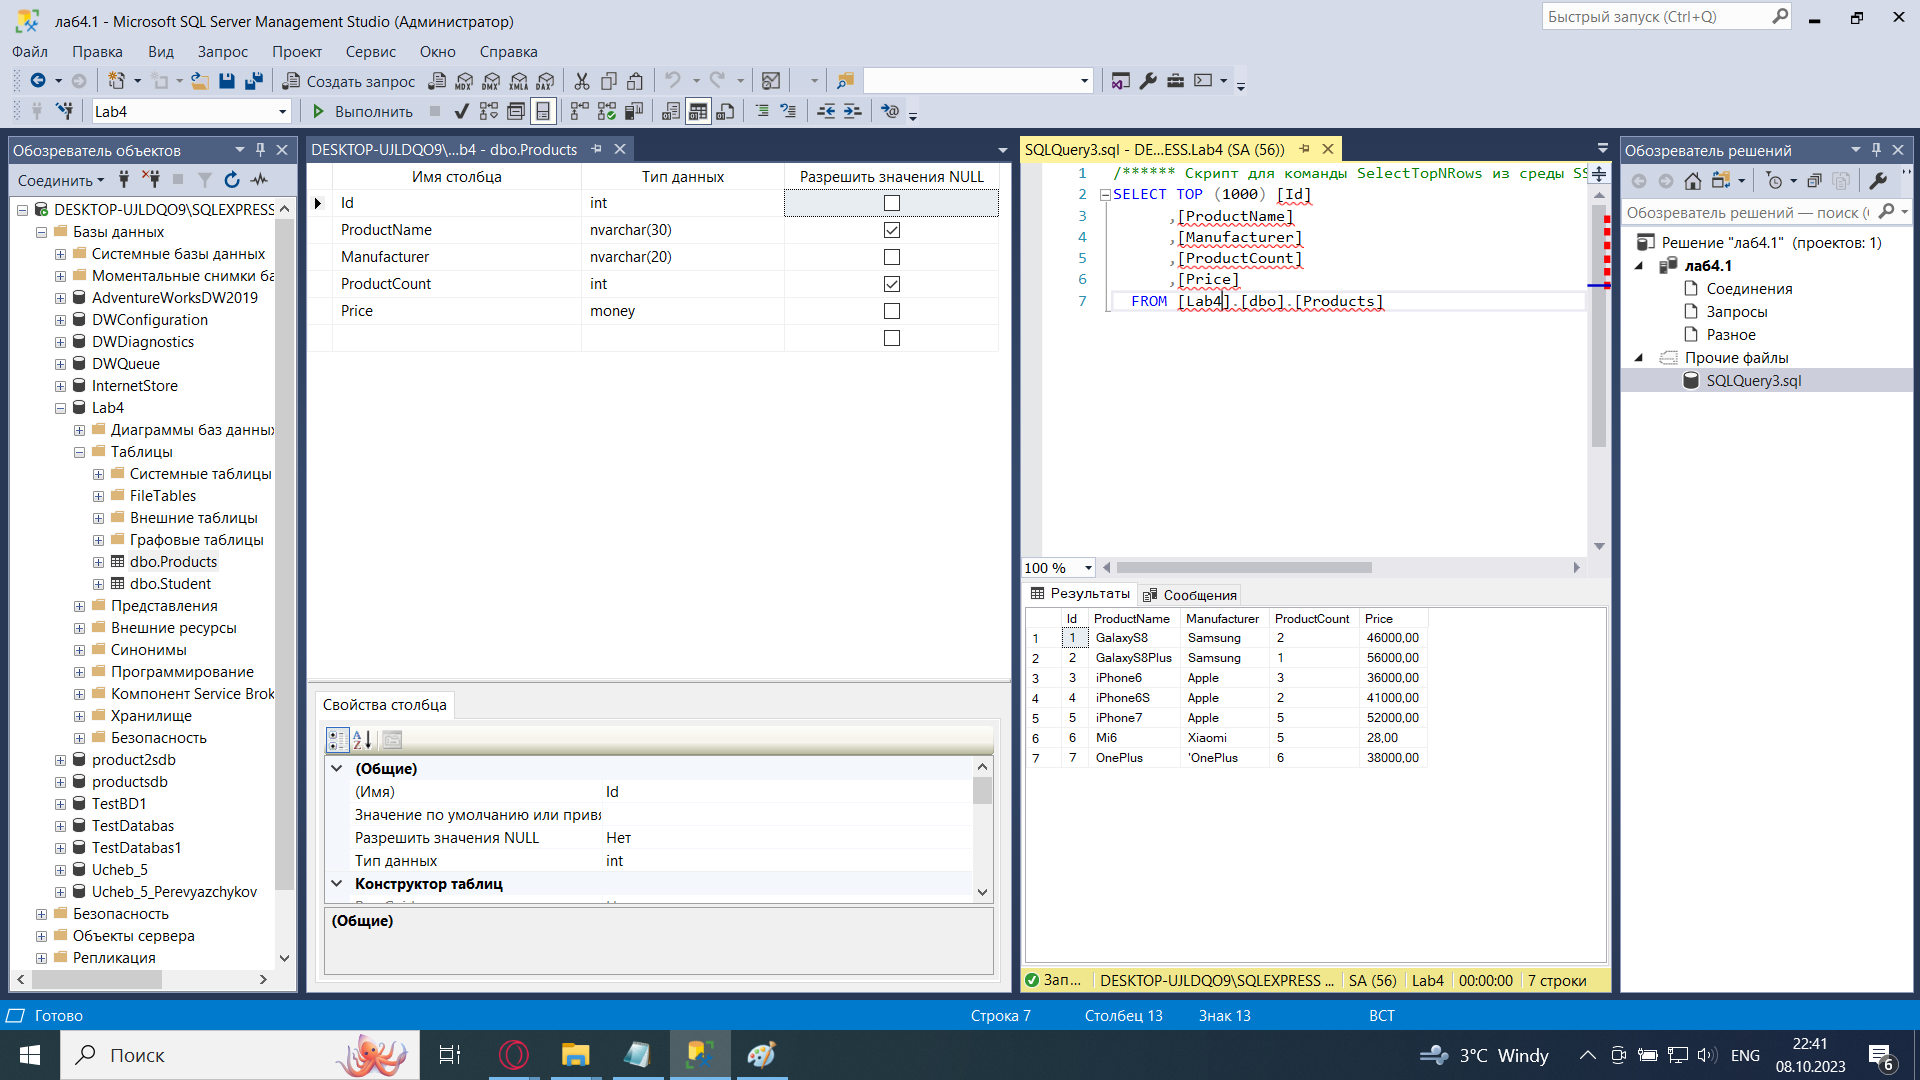 ла64.1 - Microsoft SQL Server Management Studio (Администратор)
Быстрый запуск (Ctrl+Q)
Файл Правка Вид Запрос Проект Сервис Окно Справка
Создать запрос
MDX DMX XMLA DAX
Lab4
Выполнить
Обозреватель объектов
Соединить
DESKTOP-UJLDQO9\SQLEXPRESS
Базы данных
Системные базы данных
Моментальные снимки ба
AdventureWorksDW2019
DWConfiguration
DWDiagnostics
DWQueue
InternetStore
Lab4
Диаграммы баз данны
Таблицы
Системные таблицы
FileTables
Внешние таблицы
Графовые таблицы
dbo.Products
dbo.Student
Представления
Внешние ресурсы
Синонимы
Программирование
Компонент Service Brok
Хранилище
Безопасность
product2sdb
productsdb
TestBD1
TestDatabas
TestDatabas1
Ucheb_5
Ucheb_5_Perevyazchykov
Безопасность
Объекты сервера
Репликация
DESKTOP-UJLDQO9\...b4 - dbo.Products
Имя столбца Тип данных Разрешить значения NULL
Id int
ProductName nvarchar(30)
Manufacturer nvarchar(20)
ProductCount int
Price money
Свойства столбца
(Общие)
(Имя) Id
Значение по умолчанию или привя
Разрешить значения NULL Нет
Тип данных int
Конструктор таблиц
(Общие)
SQLQuery3.sql - DE...ESS.Lab4 (SA (56))
1 /****** Скрипт для команды SelectTopNRows из среды SS
2 SELECT TOP (1000) [Id]
3 ,[ProductName]
4 ,[Manufacturer]
5 ,[ProductCount]
6 ,[Price]
7 FROM [Lab4].[dbo].[Products]
100 %
Результаты Сообщения
Id ProductName Manufacturer ProductCount Price
1 1 GalaxyS8 Samsung 2 46000,00
2 2 GalaxyS8Plus Samsung 1 56000,00
3 3 iPhone6 Apple 3 36000,00
4 4 iPhone6S Apple 2 41000,00
5 5 iPhone7 Apple 5 52000,00
6 6 Mi6 Xiaomi 5 28,00
7 7 OnePlus 'OnePlus 6 38000,00
Зап... DESKTOP-UJLDQO9\SQLEXPRESS ... SA (56) Lab4 00:00:00 7 строки
Обозреватель решений
Обозреватель решений — поиск (
Решение "ла64.1" (проектов: 1)
ла64.1
Соединения
Запросы
Разное
Прочие файлы
SQLQuery3.sql
Готово Строка 7 Столбец 13 Знак 13 ВСТ
Поиск
3°C Windy
ENG
22:41
08.10.2023
6